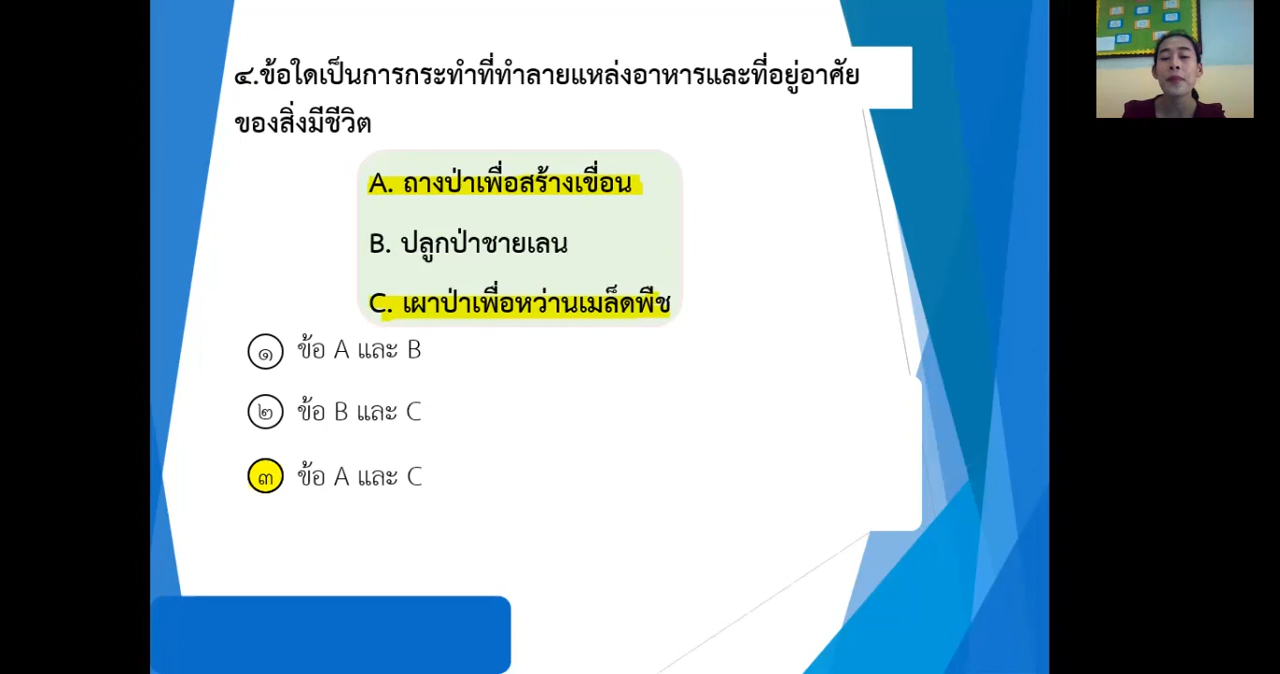 ๔.ข้อใดเป็นการกระทำที่ทำลายแหล่งอาหารและที่อยู่อาศัย
ของสิ่งมีชีวิต
A. ถางป่าเพื่อสร้างเขื่อน
B. ปลูกป่าชายเลน
C. เผาป่าเพื่อหว่านเมล็ดพืช
๑ ข้อ A และ B
๒ ข้อ B และ C
๓ ข้อ A และ C